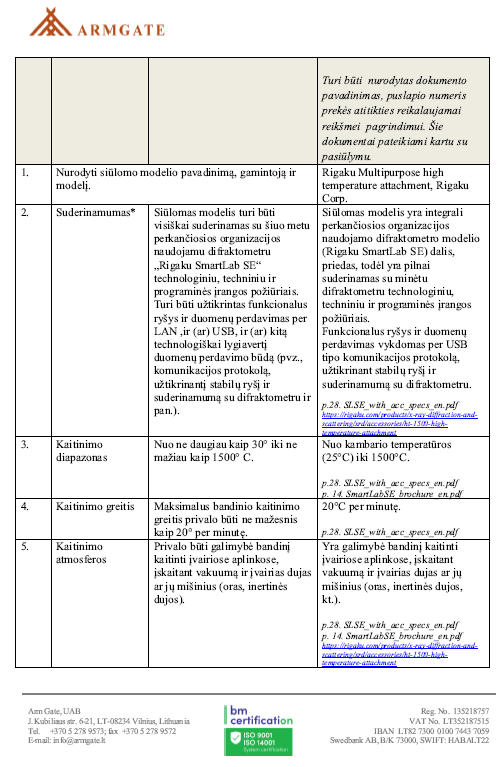 ARMGATE
Turi būti nurodytas dokumento
pavadinimas, puslapio numeris
prekės atitikties reikalaujamai
reikšmei pagrindimui. Šie
dokumentai pateikiami kartu su
pasiūlymu.
1. Nurodyti siūlomo modelio pavadinimą, gamintoją ir
modelį.
Rigaku Multipurpose high
temperature attachment, Rigaku
Corp.
2. Suderinamumas*
Siūlomas modelis turi būti
visiškai suderinamas su šiuo metu
perkančiosios organizacijos
naudojamu difraktometru
„Rigaku SmartLab SE“
technologiniu, techniniu ir
programinės įrangos požiūriais.
Turi būti užtikrintas funkcionalus
ryšys ir duomenų perdavimas per
LAN ,ir (ar) USB, ir (ar) kitą
technologiškai lygiavertį
duomenų perdavimo būdą (pvz.,
komunikacijos protokolą,
užtikrinantį stabilų ryšį ir
suderinamumą su difraktometru ir
pan.).
Siūlomas modelis yra integrali
perkančiosios organizacijos
naudojamo difraktometro modelio
(Rigaku SmartLab SE) dalis,
priedas, todėl yra pilnai
suderinamas su minėtu
difraktometru technologiniu,
techniniu ir programinės įrangos
požiūriais.
Funkcionalus ryšys ir duomenų
perdavimas vykdomas per USB
tipo komunikacijos protokolą,
užtikrinant stabilų ryšį ir
suderinamumą su difraktometru.
p.28. SLSE_with_acc_specs_en.pdf
https://rigaku.com/products/x-ray-diffraction-and-
scattering/xrd/accessories/ht-1500-high-
temperature-attachment
3. Kaitinimo
diapazonas
Nuo ne daugiau kaip 30° iki ne
mažiau kaip 1500° C.
Nuo kambario temperatūros
(25°C) iki 1500°C.
p.28. SLSE_with_acc_specs_en.pdf
p. 14. SmartLabSE_brochure_en.pdf
4. Kaitinimo greitis
Maksimalus bandinio kaitinimo
greitis privalo būti ne mažesnis
kaip 20° per minutę.
20°C per minutę.
p.28. SLSE_with_acc_specs_en.pdf
5. Kaitinimo
atmosferos
Privalo būti galimybė bandinį
kaitinti įvairiose aplinkose,
įskaitant vakuumą ir įvairias dujas
ar jų mišinius (oras, inertinės
dujos).
Yra galimybė bandinį kaitinti
įvairiose aplinkose, įskaitant
vakuumą ir įvairias dujas ar jų
mišinius (oras, inertinės dujos,
kt.).
p.28. SLSE_with_acc_specs_en.pdf
p. 14. SmartLabSE_brochure_en.pdf
https://rigaku.com/products/x-ray-diffraction-and-
scattering/xrd/accessories/ht-1500-high-
temperature-attachment
Arm Gate, UAB
J. Kubiliaus str. 6-21, LT-08234 Vilnius, Lithuania
Tel. +370 5 278 9573; fax +370 5 278 9572
E-mail: info@armgate.lt
bm
certification
ISO 9001
ISO 14001
System certification
Reg. No. 135218757
VAT No. LT352187515
IBAN LT82 7300 0100 7443 7059
Swedbank AB, B/K 73000, SWIFT: HABALT22